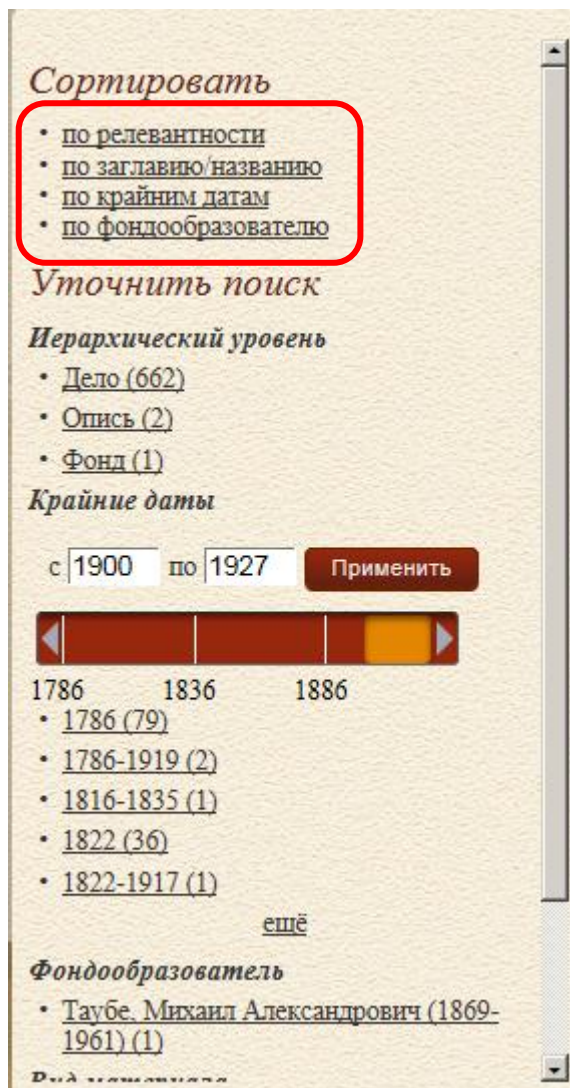 Сортировать
• по релевантности
• по заглавию/названию
• по крайним датам
• по фондообразователю
Уточнить поиск
Иерархический уровень
• Дело (662)
• Опись (2)
• Фонд (1)
Крайние даты
с 1900 по 1927 Применить
1786 1836 1886
• 1786 (79)
• 1786-1919 (2)
• 1816-1835 (1)
• 1822 (36)
• 1822-1917 (1)
ещё
Фондообразователь
• Таубе, Михаил Александрович (1869-
1961) (1)
Вид материала